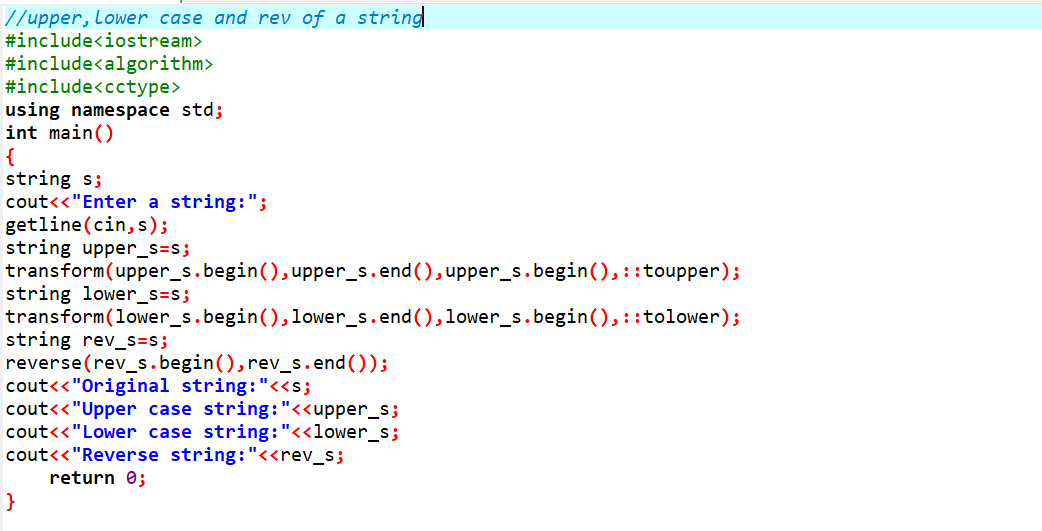 //upper,lower case and rev of a string
#include<iostream>
#include<algorithm>
#include<cctype>
using namespace std;
int main()
{
string s;
cout<<"Enter a string:";
getline(cin,s);
string upper_s=s;
transform(upper_s.begin(),upper_s.end(),upper_s.begin(),::toupper);
string lower_s=s;
transform(lower_s.begin(),lower_s.end(),lower_s.begin(),::tolower);
string rev_s=s;
reverse(rev_s.begin(),rev_s.end());
cout<<"Original string:"<<s;
cout<<"Upper case string:"<<upper_s;
cout<<"Lower case string:"<<lower_s;
cout<<"Reverse string:"<<rev_s;
    return 0;
}